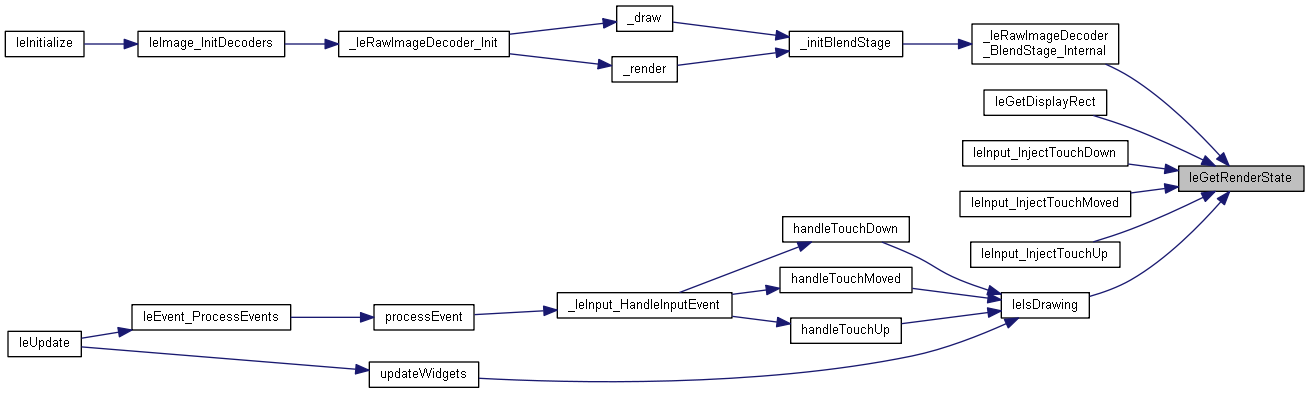 leInitialize
leImage_InitDecoders
_leRawImageDecoder_Init
_draw
_render
_initBlendStage
_leRawImageDecoder
_BlendStage_Internal
leGetDisplayRect
leInput_InjectTouchDown
leInput_InjectTouchMoved
leInput_InjectTouchUp
leGetRenderState
handleTouchDown
handleTouchMoved
handleTouchUp
leIsDrawing
_leInput_HandleInputEvent
processEvent
leEvent_ProcessEvents
leUpdate
updateWidgets